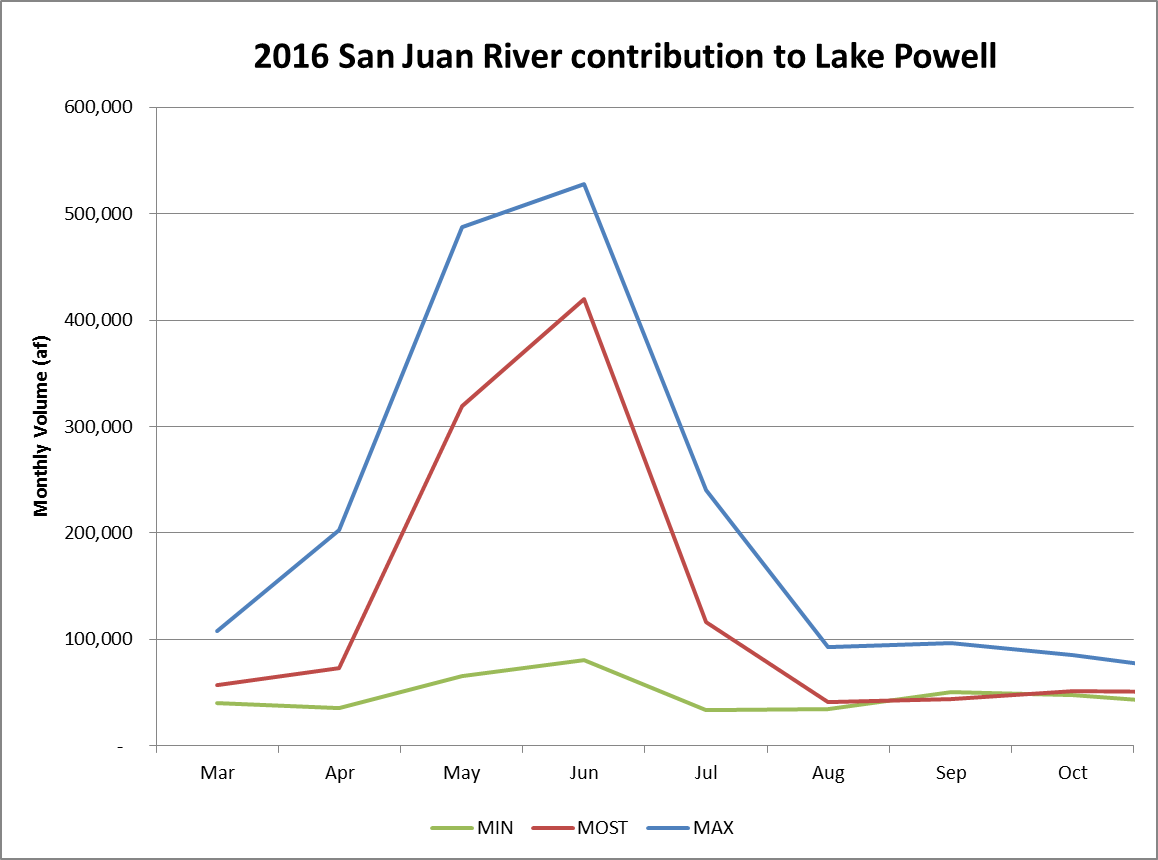 2016 San Juan River contribution to Lake Powell
Monthly Volume (af)
600,000
500,000
400,000
300,000
200,000
100,000
-
Mar Apr May Jun Jul Aug Sep Oct
MIN MOST MAX